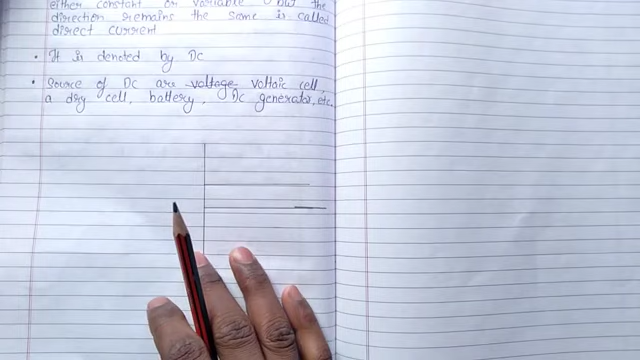 either constant or variable but the
direction remains the same is called
direct current
• It is denoted by Dc
• Source of Dc are voltage voltaic cell,
a dry cell, battery, Dc generator, etc.